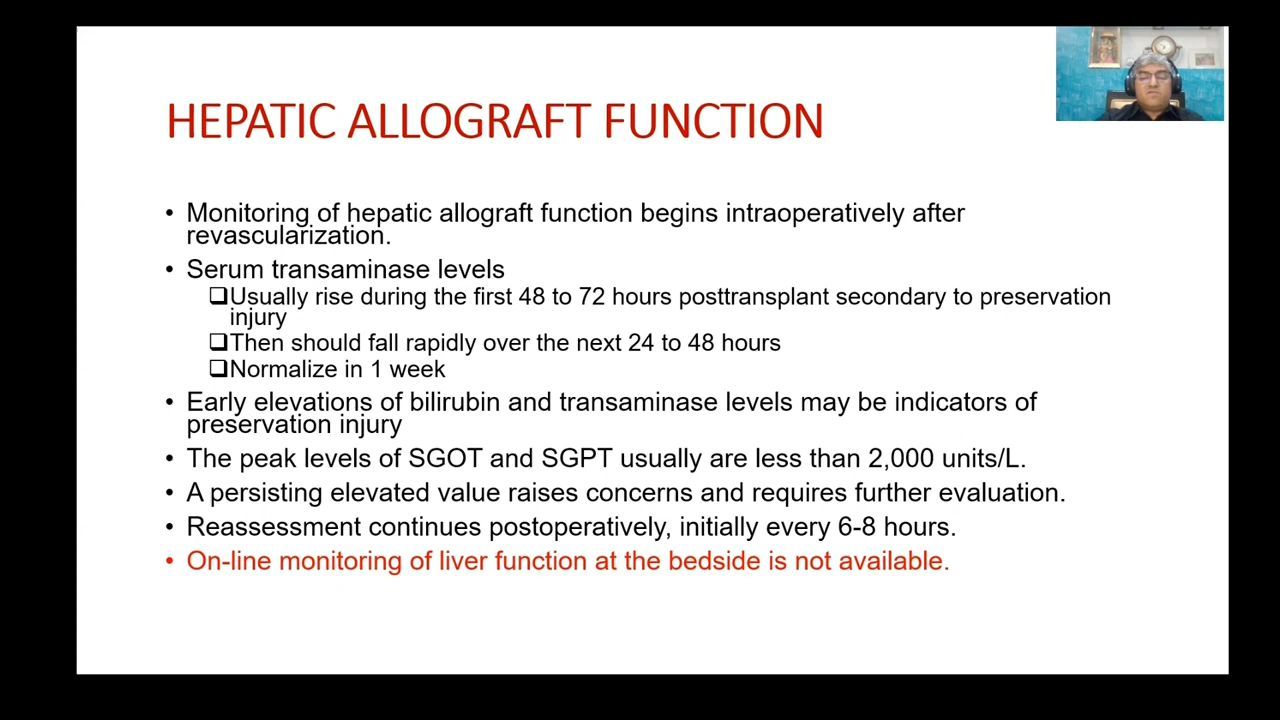 HEPATIC ALLOGRAFT FUNCTION
• Monitoring of hepatic allograft function begins intraoperatively after
revascularization.
• Serum transaminase levels
❑Usually rise during the first 48 to 72 hours posttransplant secondary to preservation
injury
❑Then should fall rapidly over the next 24 to 48 hours
❑Normalize in 1 week
• Early elevations of bilirubin and transaminase levels may be indicators of
preservation injury
• The peak levels of SGOT and SGPT usually are less than 2,000 units/L.
• A persisting elevated value raises concerns and requires further evaluation.
• Reassessment continues postoperatively, initially every 6-8 hours.
• On-line monitoring of liver function at the bedside is not available.